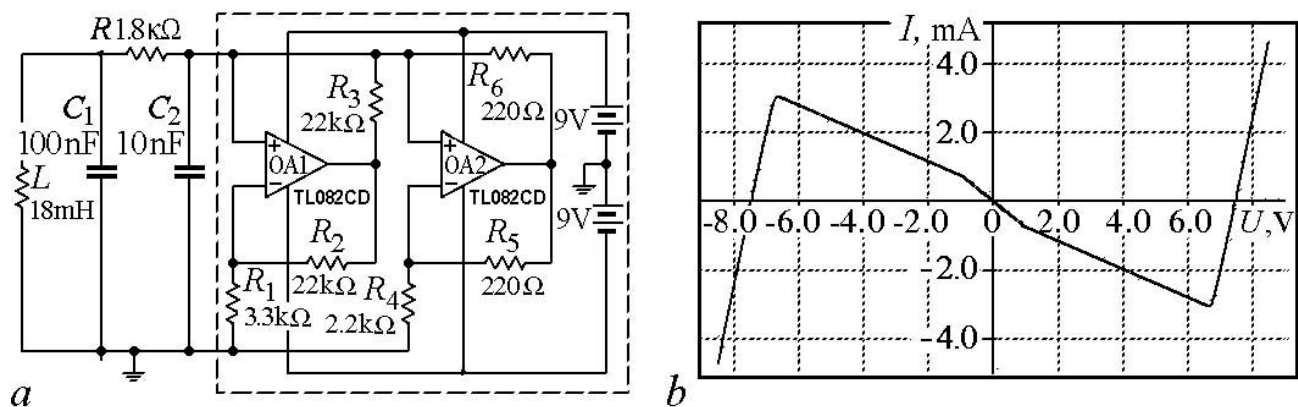 R 1.8кΩ
C1
100nF
C2
10nF
L
18mH
R3
22kΩ
R6
220Ω
9V
+
OA1
−
TL082CD
+
OA2
−
TL082CD
9V
R2
22kΩ
R5
220Ω
R1
3.3kΩ
R4
2.2kΩ
a
I, mA
4.0
2.0
-8.0 -6.0 -4.0 -2.0 0 2.0 4.0 6.0 U,V
−2.0
−4.0
b